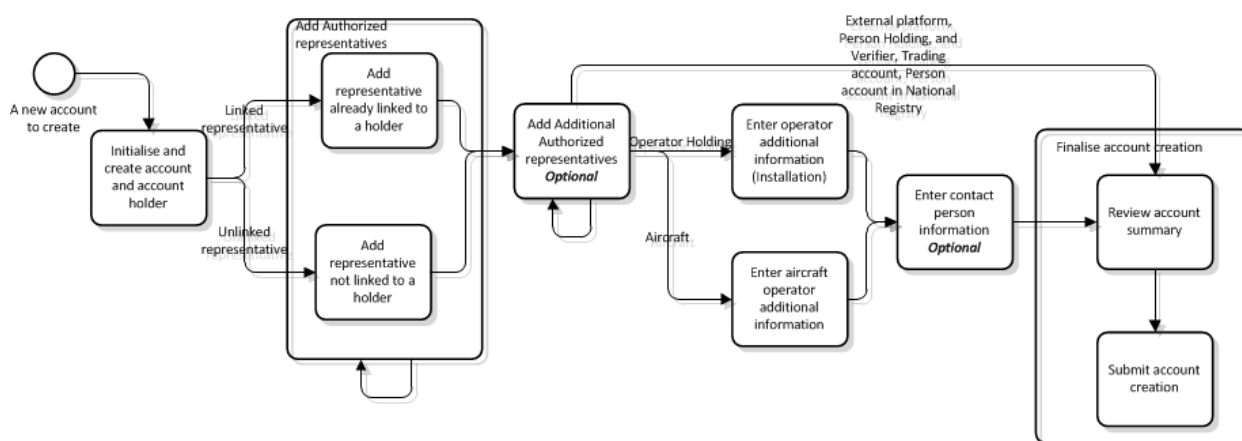 A new account
to create
Initialise and
create account
and account
holder
Linked
representative
Unlinked
representative
Add Authorized
representatives
Add
representative
already linked to
a holder
Add
representative
not linked to a
holder
Add Additional
Authorized
representatives
Optional
External platform,
Person Holding, and
Verifier, Trading
account, Person
account in National
Registry
Operator Holding
Aircraft
Enter operator
additional
information
(Installation)
Enter aircraft
operator
additional
information
Enter contact
person
information
Optional
Finalise account creation
Review account
summary
Submit account
creation